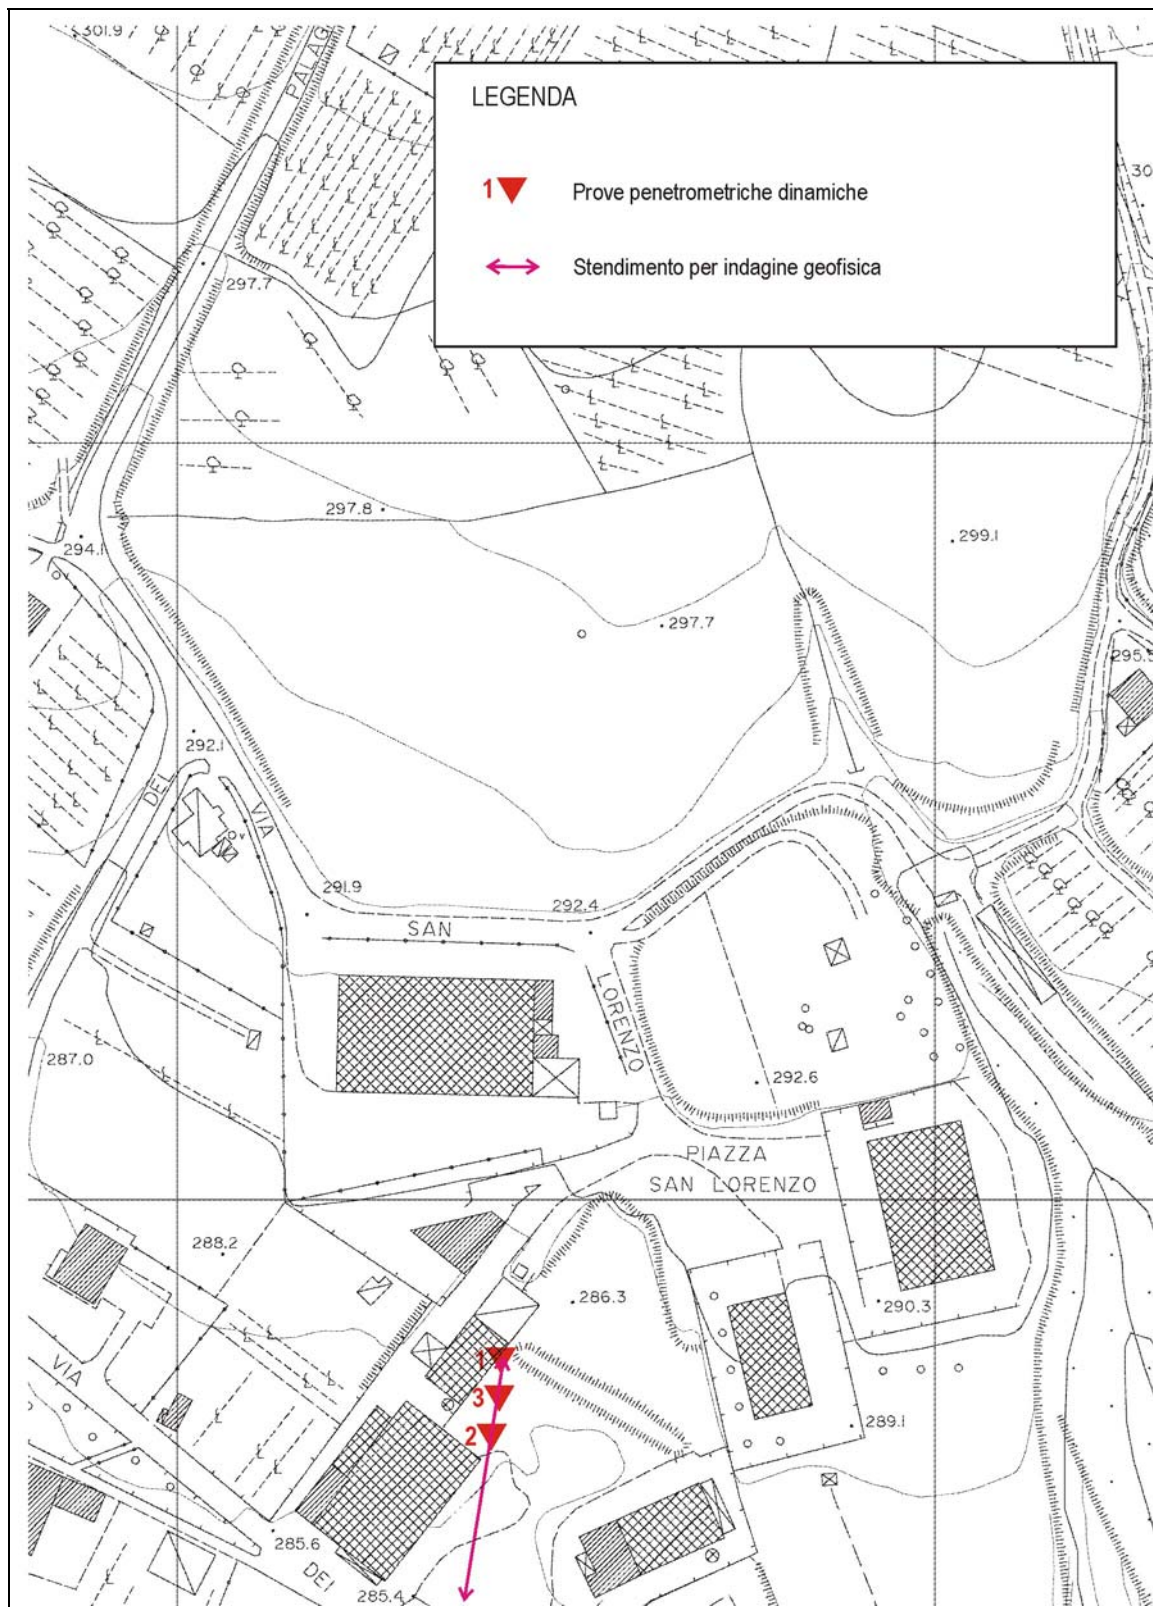 301.9
PALAG
LEGENDA
1 Prove penetrometriche dinamiche
Stendimento per indagine geofisica
30
297.7
297.8
294.1
299.1
297.7
295.5
292.1
DEI
VIA
291.9
292.4
SAN
LORENZO
287.0
292.6
PIAZZA
SAN LORENZO
288.2
286.3
290.3
1
VIA
3
289.1
2
285.6
DEI
285.4